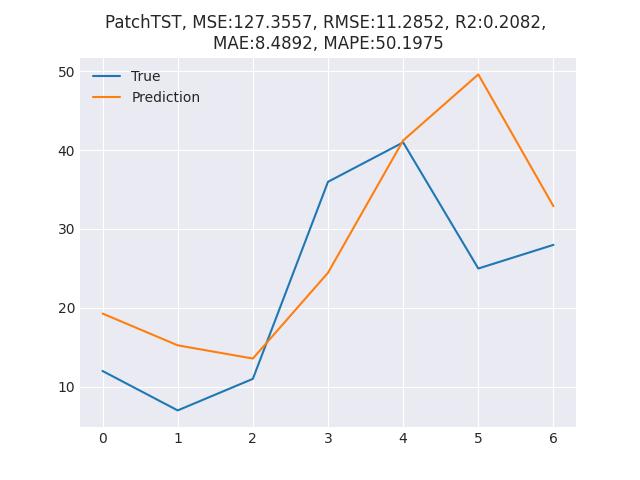 PatchTST, MSE:127.3557, RMSE:11.2852, R2:0.2082,
MAE:8.4892, MAPE:50.1975
True
Prediction
50
40
30
20
10
0 1 2 3 4 5 6